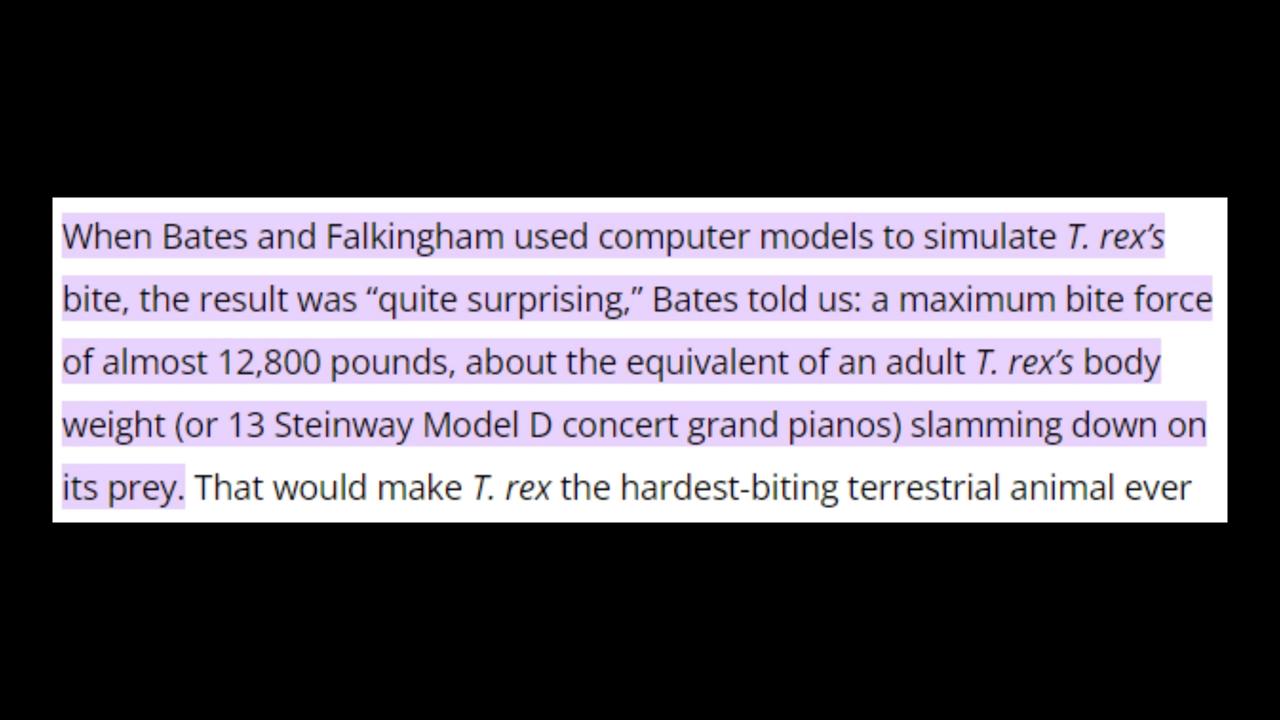 When Bates and Falkingham used computer models to simulate T. rex’s
bite, the result was “quite surprising,” Bates told us: a maximum bite force
of almost 12,800 pounds, about the equivalent of an adult T. rex’s body
weight (or 13 Steinway Model D concert grand pianos) slamming down on
its prey. That would make T. rex the hardest-biting terrestrial animal ever